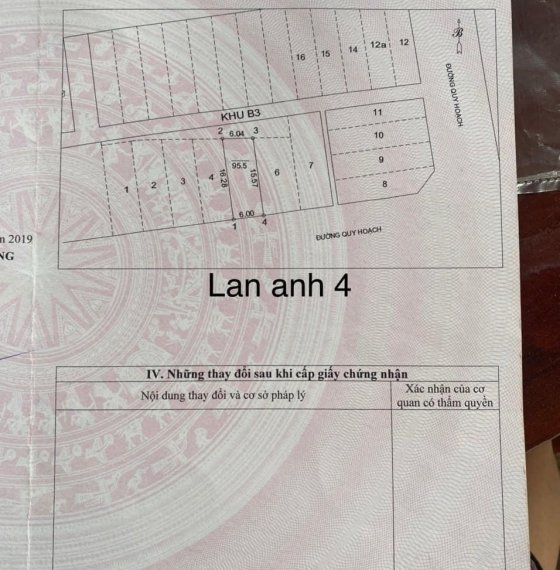 16 15 14 12a 12
B
ĐƯỜNG QUY HOẠCH
KHU B3
2 6.04 3
11
10
9
8
1 2 3 4 16.28 95.5 15.57 6 7
6.00
1 4
ĐƯỜNG QUY HOẠCH
2019
NG
Lan anh 4
IV. Những thay đổi sau khi cấp giấy chứng nhận
Nội dung thay đổi và cơ sở pháp lý
Xác nhận của cơ
quan có thẩm quyền